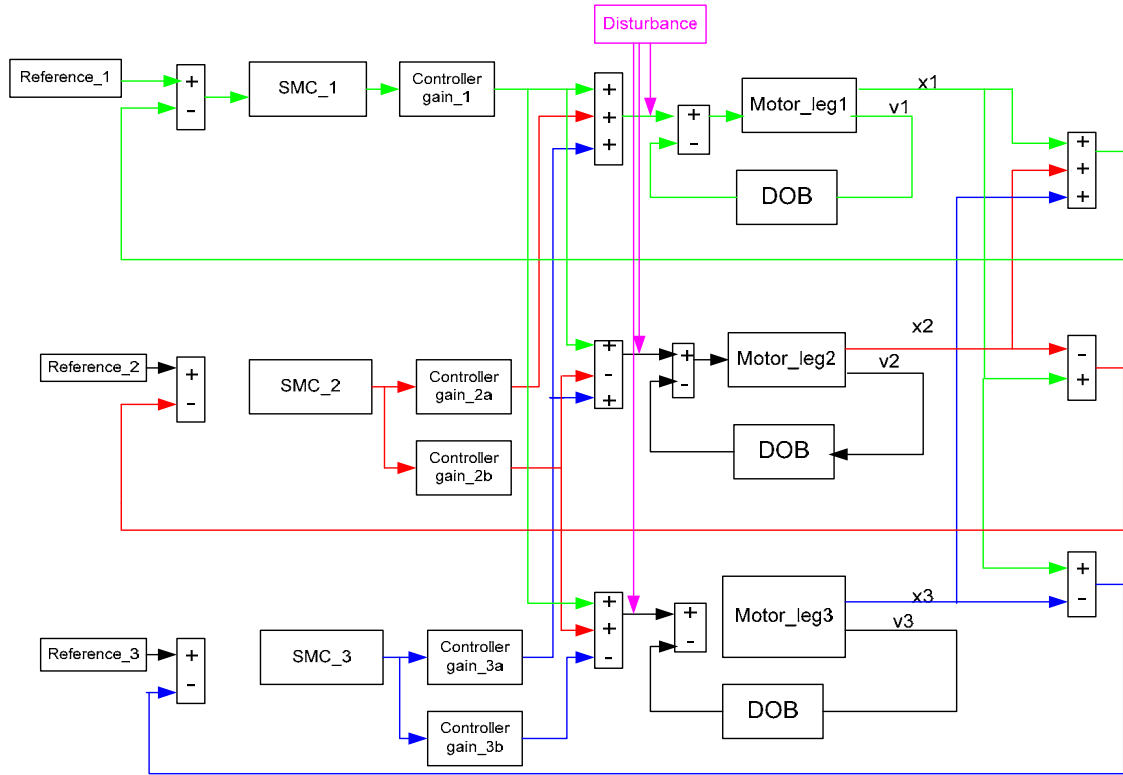 Disturbance
Reference_1
+
-
SMC_1
Controller
gain_1
+
+
+
+
-
Motor_leg1
x1
v1
DOB
+
+
+
Reference_2
+
-
SMC_2
Controller
gain_2a
Controller
gain_2b
+
-
+
+
-
Motor_leg2
x2
v2
DOB
-
+
Reference_3
+
-
SMC_3
Controller
gain_3a
Controller
gain_3b
+
+
-
+
-
Motor_leg3
x3
v3
DOB
+
-